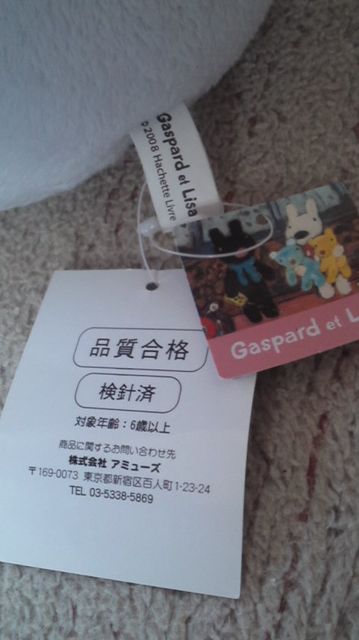 Gaspard et Lisa
© 2008 Hachette Livre
Gaspard et L
品質合格
検針済
対象年齢：6歳以上
商品に関するお問い合わせ先
株式会社 アミューズ
〒169-0073 東京都新宿区百人町1-23-24
TEL 03-5338-5869